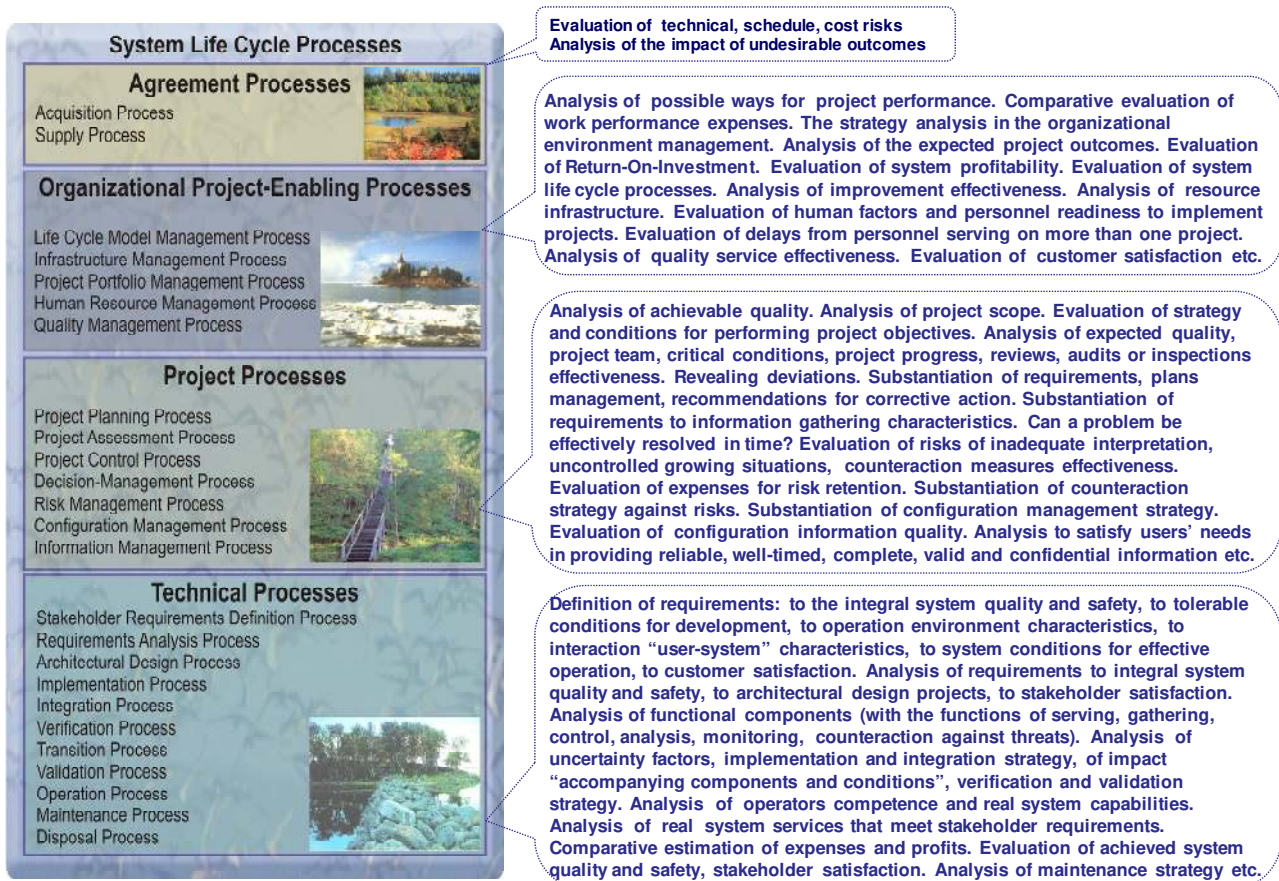 System Life Cycle Processes
Agreement Processes
Acquisition Process
Supply Process
Organizational Project-Enabling Processes
Life Cycle Model Management Process
Infrastructure Management Process
Project Portfolio Management Process
Human Resource Management Process
Quality Management Process
Project Processes
Project Planning Process
Project Assessment Process
Project Control Process
Decision-Management Process
Risk Management Process
Configuration Management Process
Information Management Process
Technical Processes
Stakeholder Requirements Definition Process
Requirements Analysis Process
Architectural Design Process
Implementation Process
Integration Process
Verification Process
Transition Process
Validation Process
Operation Process
Maintenance Process
Disposal Process
Evaluation of technical, schedule, cost risks
Analysis of the impact of undesirable outcomes
Analysis of possible ways for project performance. Comparative evaluation of
work performance expenses. The strategy analysis in the organizational
environment management. Analysis of the expected project outcomes. Evaluation
of Return-On-Investment. Evaluation of system profitability. Evaluation of system
life cycle processes. Analysis of improvement effectiveness. Analysis of resource
infrastructure. Evaluation of human factors and personnel readiness to implement
projects. Evaluation of delays from personnel serving on more than one project.
Analysis of quality service effectiveness. Evaluation of customer satisfaction etc.
Analysis of achievable quality. Analysis of project scope. Evaluation of strategy
and conditions for performing project objectives. Analysis of expected quality,
project team, critical conditions, project progress, reviews, audits or inspections
effectiveness. Revealing deviations. Substantiation of requirements, plans
management, recommendations for corrective action. Substantiation of
requirements to information gathering characteristics. Can a problem be
effectively resolved in time? Evaluation of risks of inadequate interpretation,
uncontrolled growing situations, counteraction measures effectiveness.
Evaluation of expenses for risk retention. Substantiation of counteraction
strategy against risks. Substantiation of configuration management strategy.
Evaluation of configuration information quality. Analysis to satisfy users’ needs
in providing reliable, well-timed, complete, valid and confidential information etc.
Definition of requirements: to the integral system quality and safety, to tolerable
conditions for development, to operation environment characteristics, to
interaction “user-system” characteristics, to system conditions for effective
operation, to customer satisfaction. Analysis of requirements to integral system
quality and safety, to architectural design projects, to stakeholder satisfaction.
Analysis of functional components (with the functions of serving, gathering,
control, analysis, monitoring, counteraction against threats). Analysis of
uncertainty factors, implementation and integration strategy, of impact
“accompanying components and conditions”, verification and validation
strategy. Analysis of operators competence and real system capabilities.
Analysis of real system services that meet stakeholder requirements.
Comparative estimation of expenses and profits. Evaluation of achieved system
quality and safety, stakeholder satisfaction. Analysis of maintenance strategy etc.